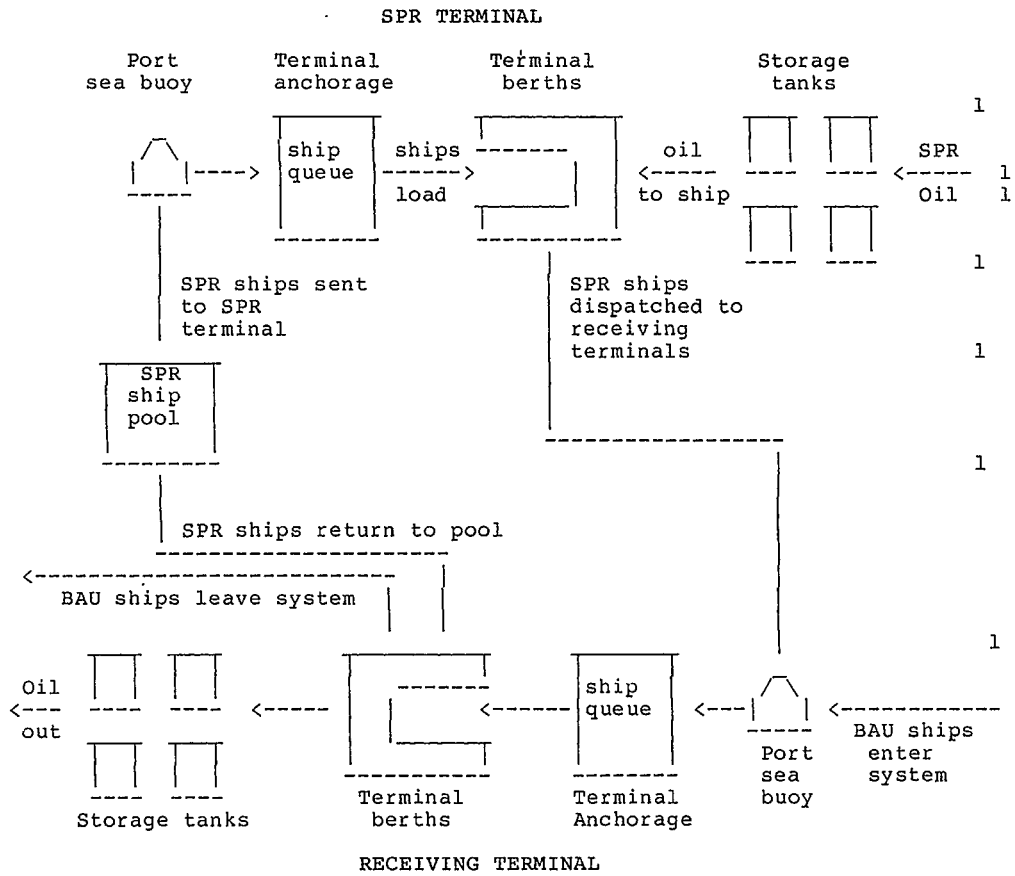 SPR TERMINAL
Port
sea buoy
Terminal
anchorage
Terminal
berths
Storage
tanks
l
ship
queue
ships
load
oil
to ship
SPR
Oil
l
l
l
SPR ships sent
to SPR
terminal
SPR ships
dispatched to
receiving
terminals
l
SPR
ship
pool
l
SPR ships return to pool
BAU ships leave system
l
Oil
out
ship
queue
BAU ships
enter
system
Port
sea
buoy
Storage tanks
Terminal
berths
Terminal
Anchorage
RECEIVING TERMINAL